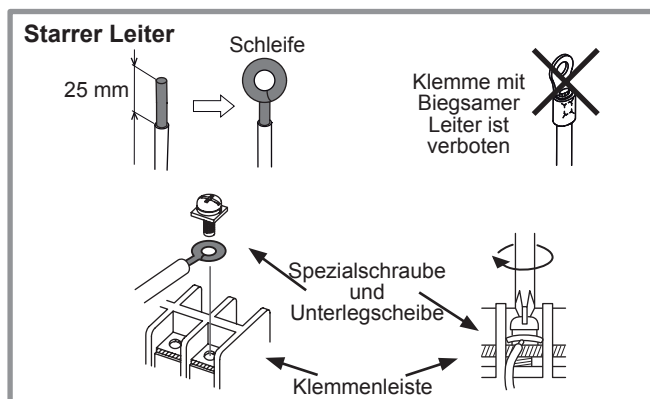 Starrer Leiter
Schleife
25 mm
Klemme mit
Biegsamer
Leiter ist
verboten
Spezialschraube
und
Unterlegscheibe
Klemmenleiste